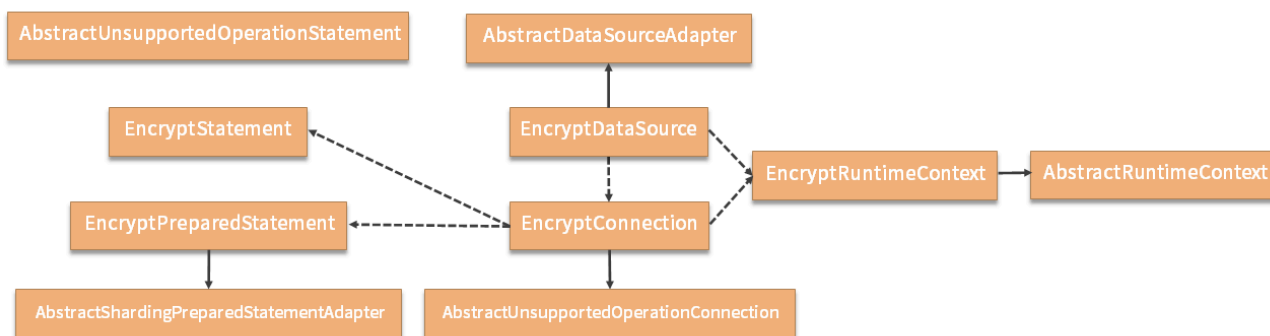 AbstractUnsupportedOperationStatement
AbstractDataSourceAdapter
EncryptStatement
EncryptDataSource
EncryptRuntimeContext
AbstractRuntimeContext
EncryptPreparedStatement
EncryptConnection
AbstractShardingPreparedStatementAdapter
AbstractUnsupportedOperationConnection